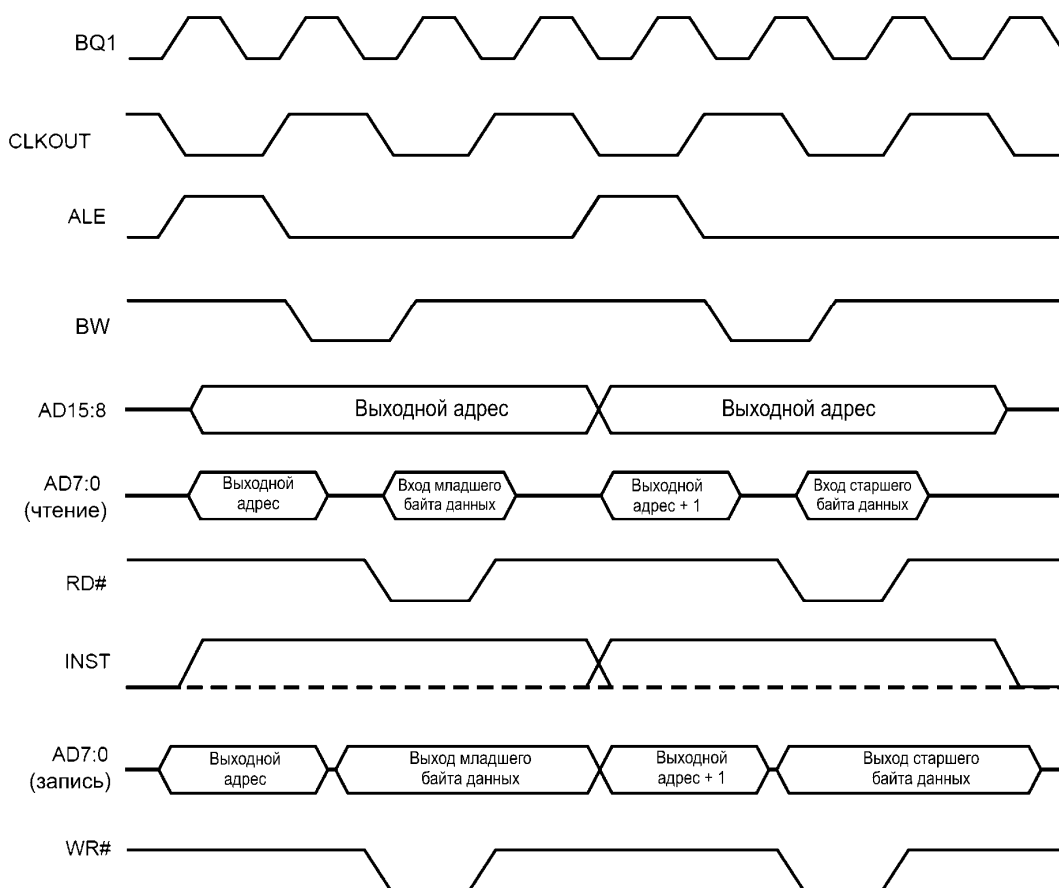 BQ1
CLKOUT
ALE
BW
AD15:8
Выходной адрес
Выходной адрес
AD7:0
(чтение)
Выходной
адрес
Вход младшего
байта данных
Выходной
адрес + 1
Вход старшего
байта данных
RD#
INST
AD7:0
(запись)
Выходной
адрес
Выход младшего
байта данных
Выходной
адрес + 1
Выход старшего
байта данных
WR#